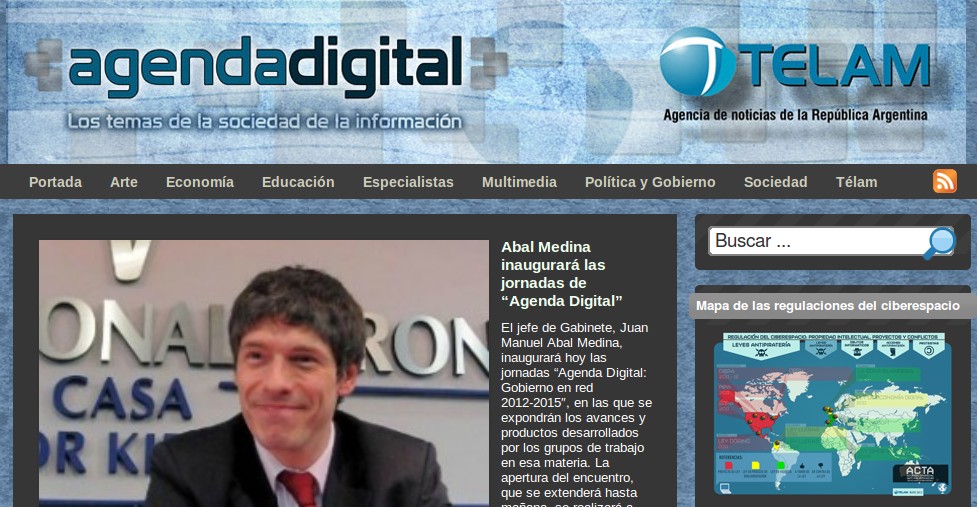 agendadigital
Los temas de la sociedad de la información
TELAM
Agencia de noticias de la República Argentina
Portada Arte Economía Educación Especialistas Multimedia Política y Gobierno Sociedad Télam
Buscar ...
Abal Medina
inaugurará las
jornadas de
“Agenda Digital”
El jefe de Gabinete, Juan
Manuel Abal Medina,
inaugurará hoy las
jornadas “Agenda Digital:
Gobierno en red
2012-2015”, en las que se
expondrán los avances y
productos desarrollados
por los grupos de trabajo
en esa materia. La
apertura del encuentro,
que se extenderá hasta
ONAL
RON
CASA
OR KI
Mapa de las regulaciones del ciberespacio
REGULACIÓN DEL CIBERESPACIO: PROPIEDAD INTELECTUAL, PROYECTOS Y CONFLICTOS
LEYES ANTIPIRATERÍA
PROTESTAS
ACTA